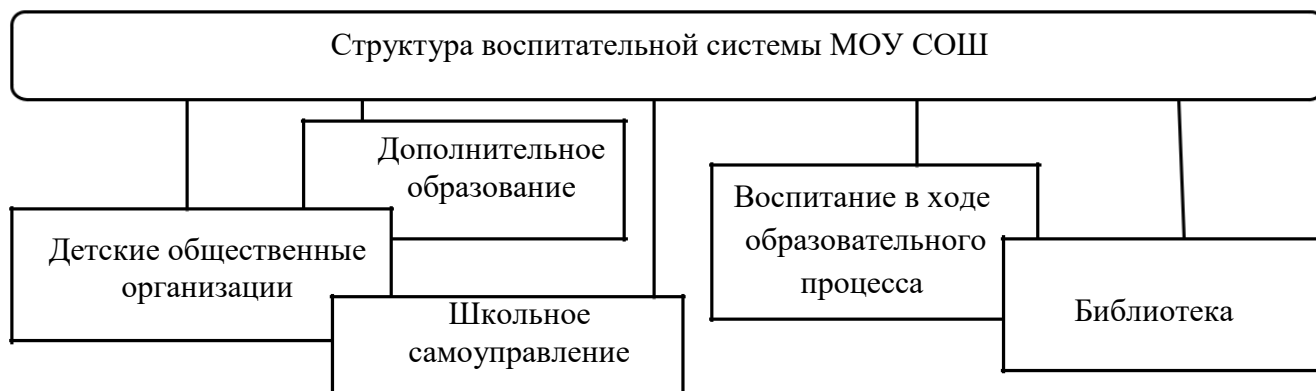 Структура воспитательной системы МОУ СОШ
Дополнительное
образование
Детские общественные
организации
Школьное
самоуправление
Воспитание в ходе
образовательного
процесса
Библиотека